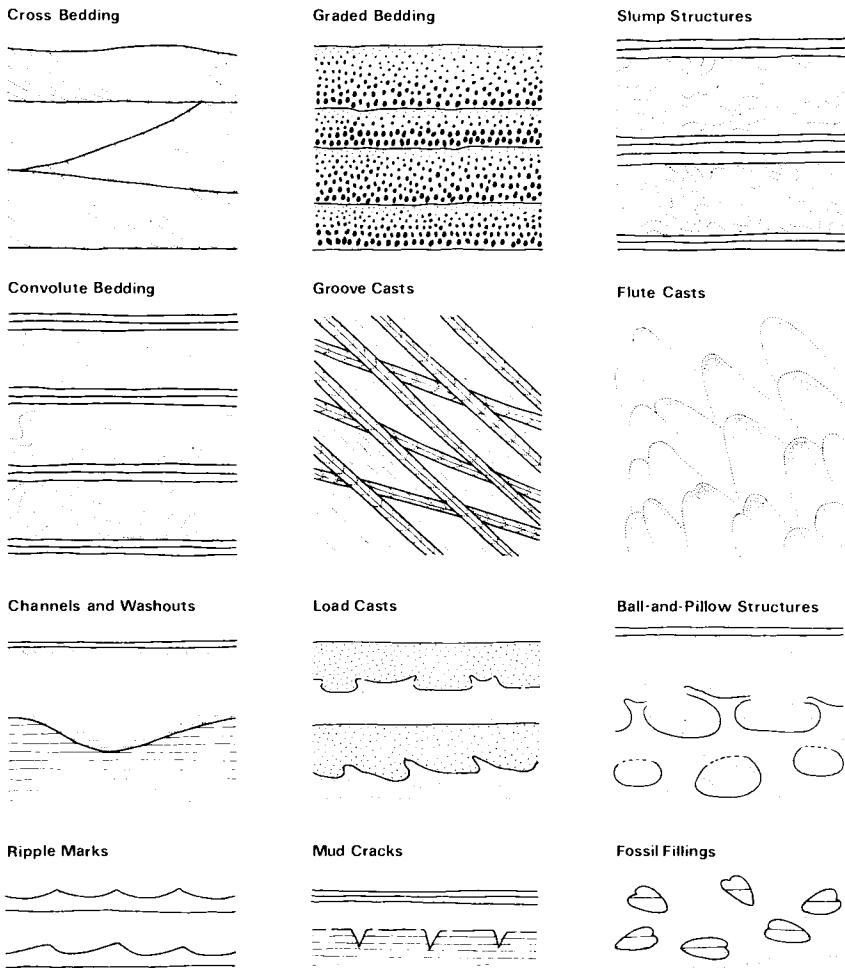 Cross Bedding
Graded Bedding
Slump Structures
Convolute Bedding
Groove Casts
Flute Casts
Channels and Washouts
Load Casts
Ball-and-Pillow Structures
Ripple Marks
Mud Cracks
Fossil Fillings